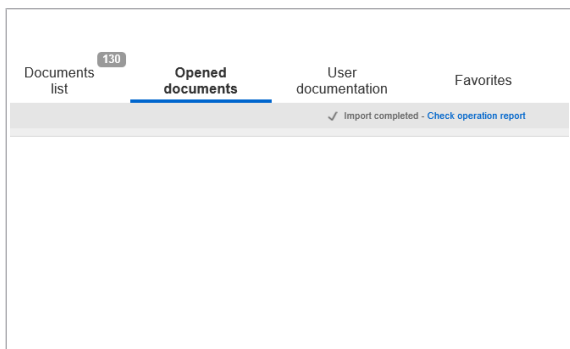 130
Documents
list
Opened
documents
User
documentation
Favorites
Import completed - Check operation report